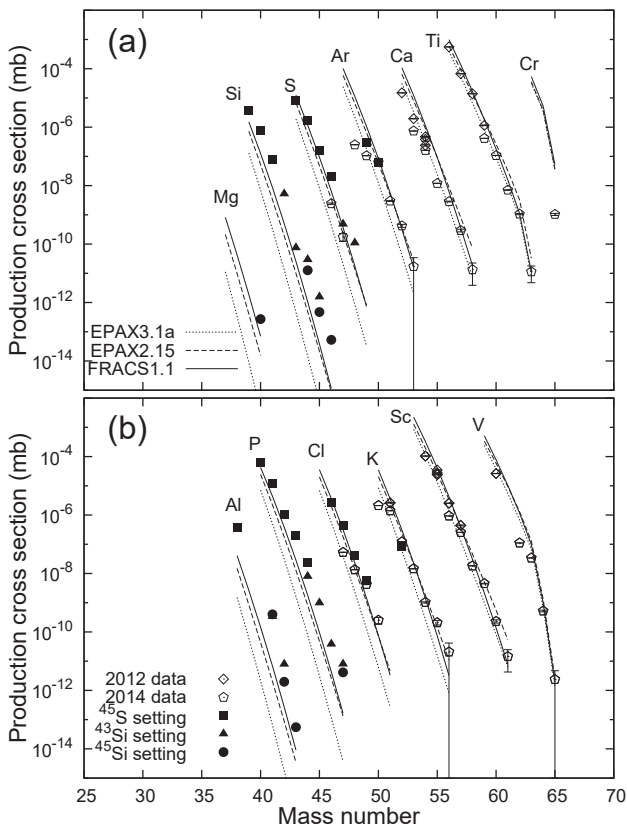 (a)
Production cross section (mb)
10⁻⁴
10⁻⁶
10⁻⁸
10⁻¹⁰
10⁻¹²
10⁻¹⁴
Mg
Si
S
Ar
Ca
Ti
Cr
EPAX3.1a
EPAX2.15
FRACS1.1
(b)
Production cross section (mb)
10⁻⁴
10⁻⁶
10⁻⁸
10⁻¹⁰
10⁻¹²
10⁻¹⁴
Al
P
Cl
K
Sc
V
2012 data
2014 data
⁴⁵S setting
⁴³Si setting
⁴⁵Si setting
25 30 35 40 45 50 55 60 65 70
Mass number